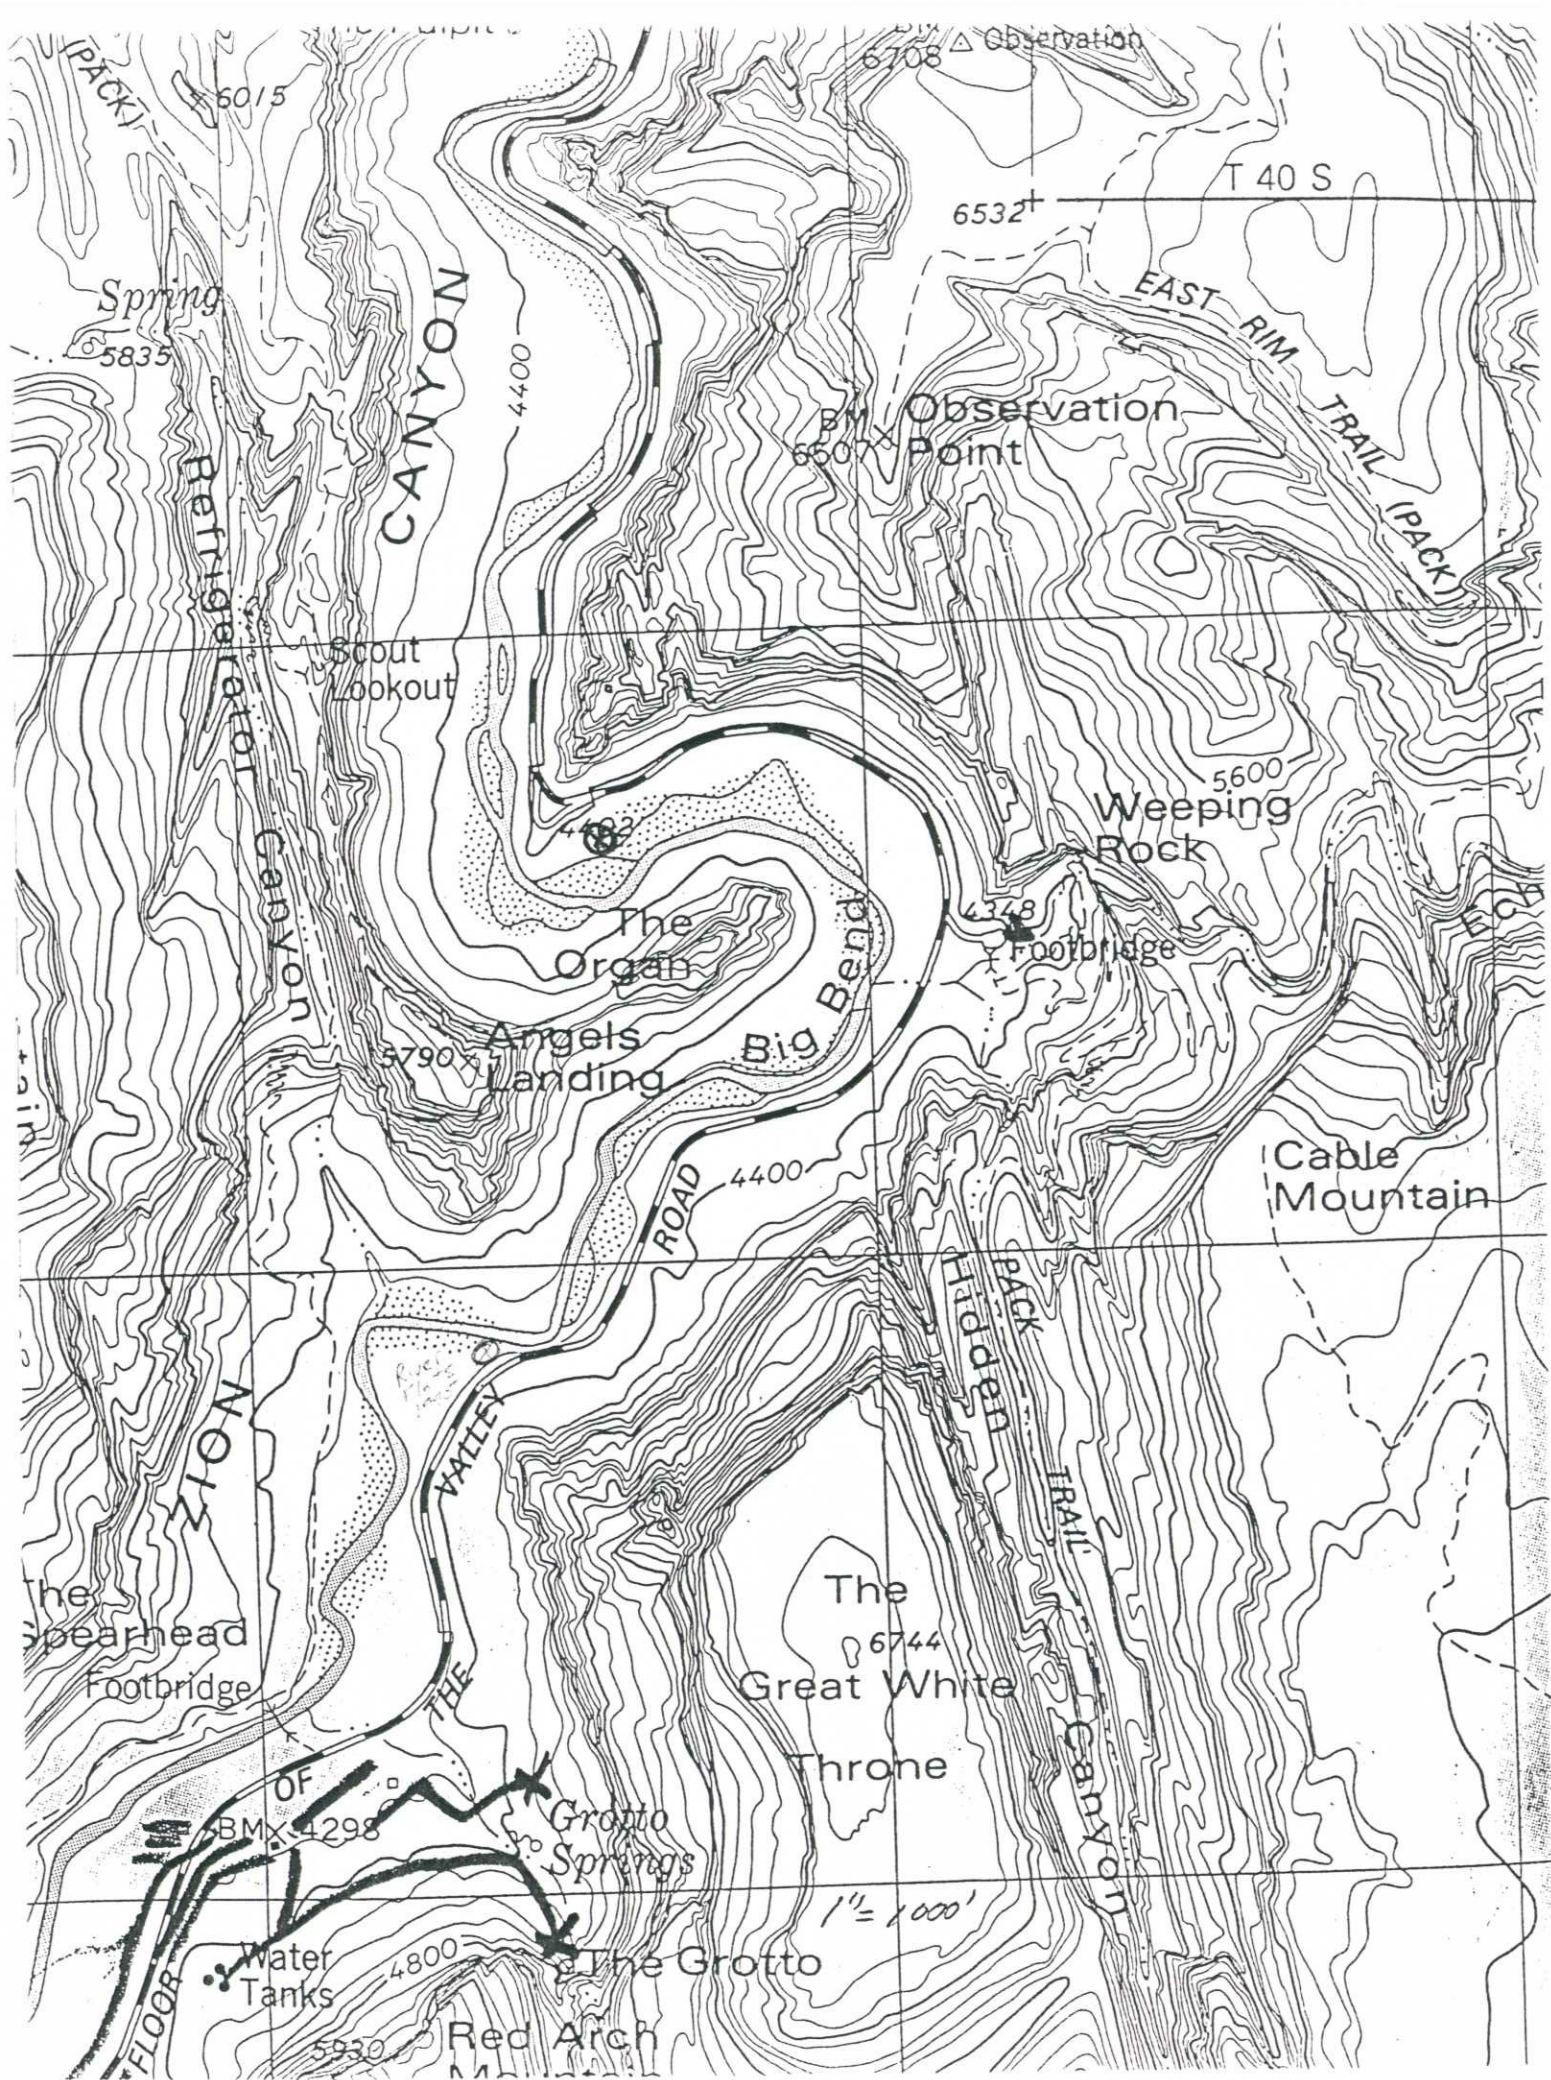 6708 Observation
(PACK)
6015
T 40 S
6532
Spring
5835
CANYON
4400
EAST RIM TRAIL (PACK)
BM Observation
6507 Point
Refrigerator Canyon
Scout
Lookout
5600
Weeping
Rock
The
Organ
4348
Footbridge
Big Bend
Angels
5790 Landing
Cable
Mountain
4400
ROAD
PACK
Hidden
ZION
VALLEY
TRAIL
The
Spearhead
The
6744
Great White
Throne
Footbridge
THE
Canyon
OF
BM 4298
Grotto
Springs
1"= 1000'
Water
Tanks
4800
The Grotto
FLOOR
5930
Red Arch